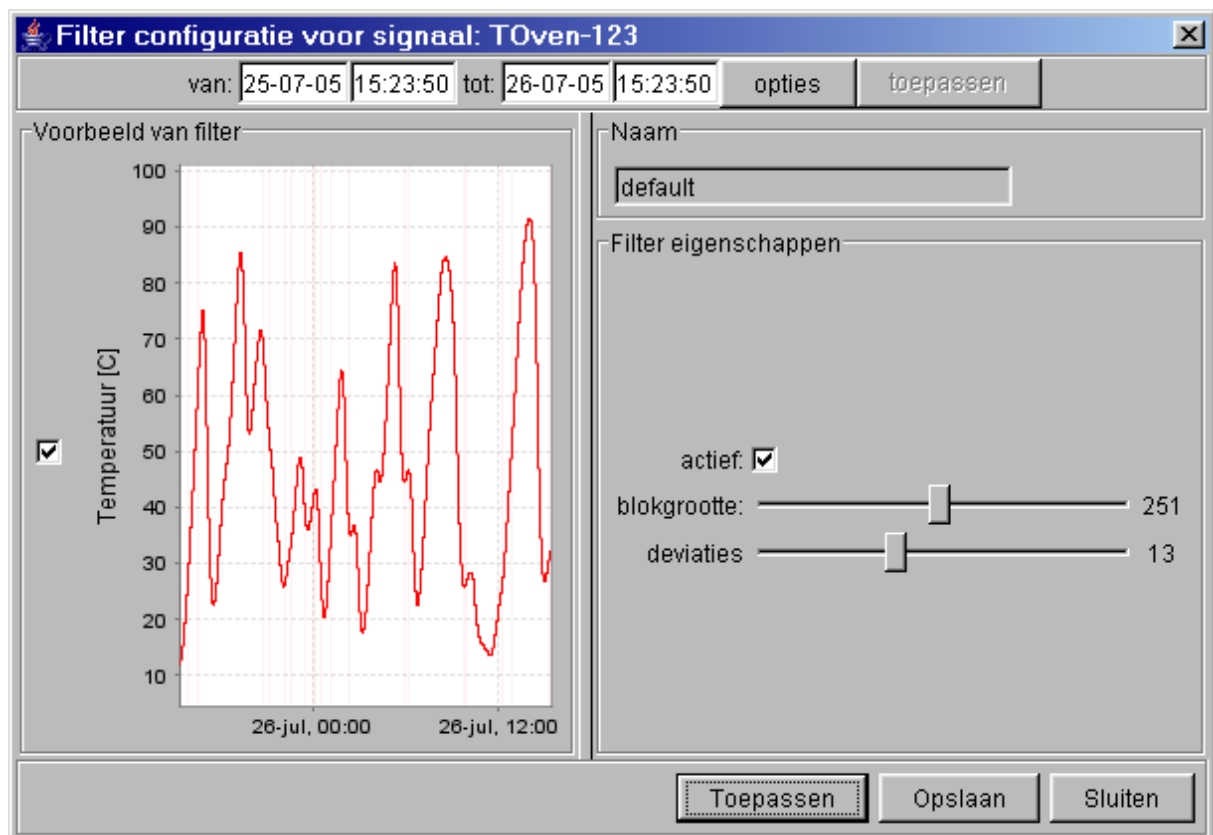 Filter configuratie voor signaal: TOven-123
van: 25-07-05 15:23:50 tot: 26-07-05 15:23:50 opties toepassen
Voorbeeld van filter
100
90
80
70
60
50
40
30
20
10
Temperatuur [C]
26-jul, 00:00 26-jul, 12:00
Naam
default
Filter eigenschappen
actief:
blokgrootte: 251
deviaties 13
Toepassen Opslaan Sluiten